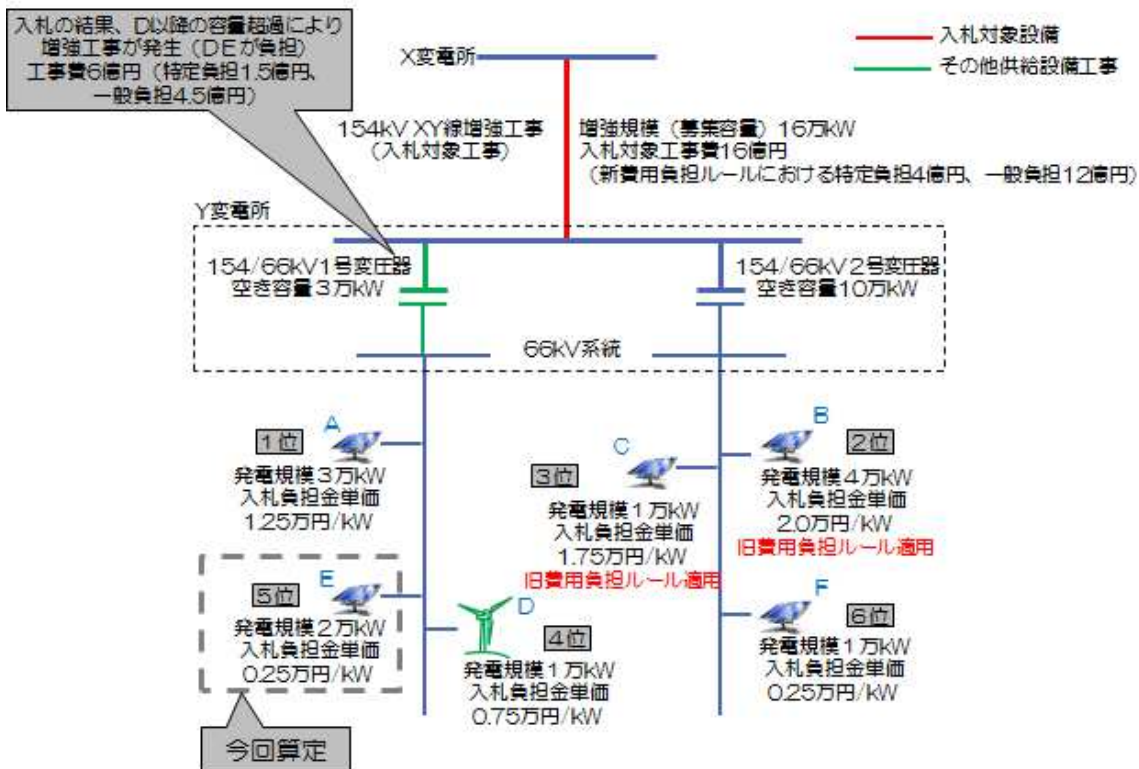 入札の結果、D以降の容量超過により
増強工事が発生（DEが負担）
工事費6億円（特定負担1.5億円、
一般負担4.5億円）
入札対象設備
その他供給設備工事
X変電所
154kV XY線増強工事
（入札対象工事）
増強規模（募集容量）16万kW
入札対象工事費16億円
（新費用負担ルールにおける特定負担4億円、一般負担12億円）
Y変電所
154/66kV1号変圧器
空き容量3万kW
154/66kV2号変圧器
空き容量10万kW
66kV系統
1位
A
発電規模3万kW
入札負担金単価
1.25万円/kW
3位
C
発電規模1万kW
入札負担金単価
1.75万円/kW
旧費用負担ルール適用
B
2位
発電規模4万kW
入札負担金単価
2.0万円/kW
旧費用負担ルール適用
5位
E
発電規模2万kW
入札負担金単価
0.25万円/kW
D
4位
発電規模1万kW
入札負担金単価
0.75万円/kW
F
6位
発電規模1万kW
入札負担金単価
0.25万円/kW
今回算定